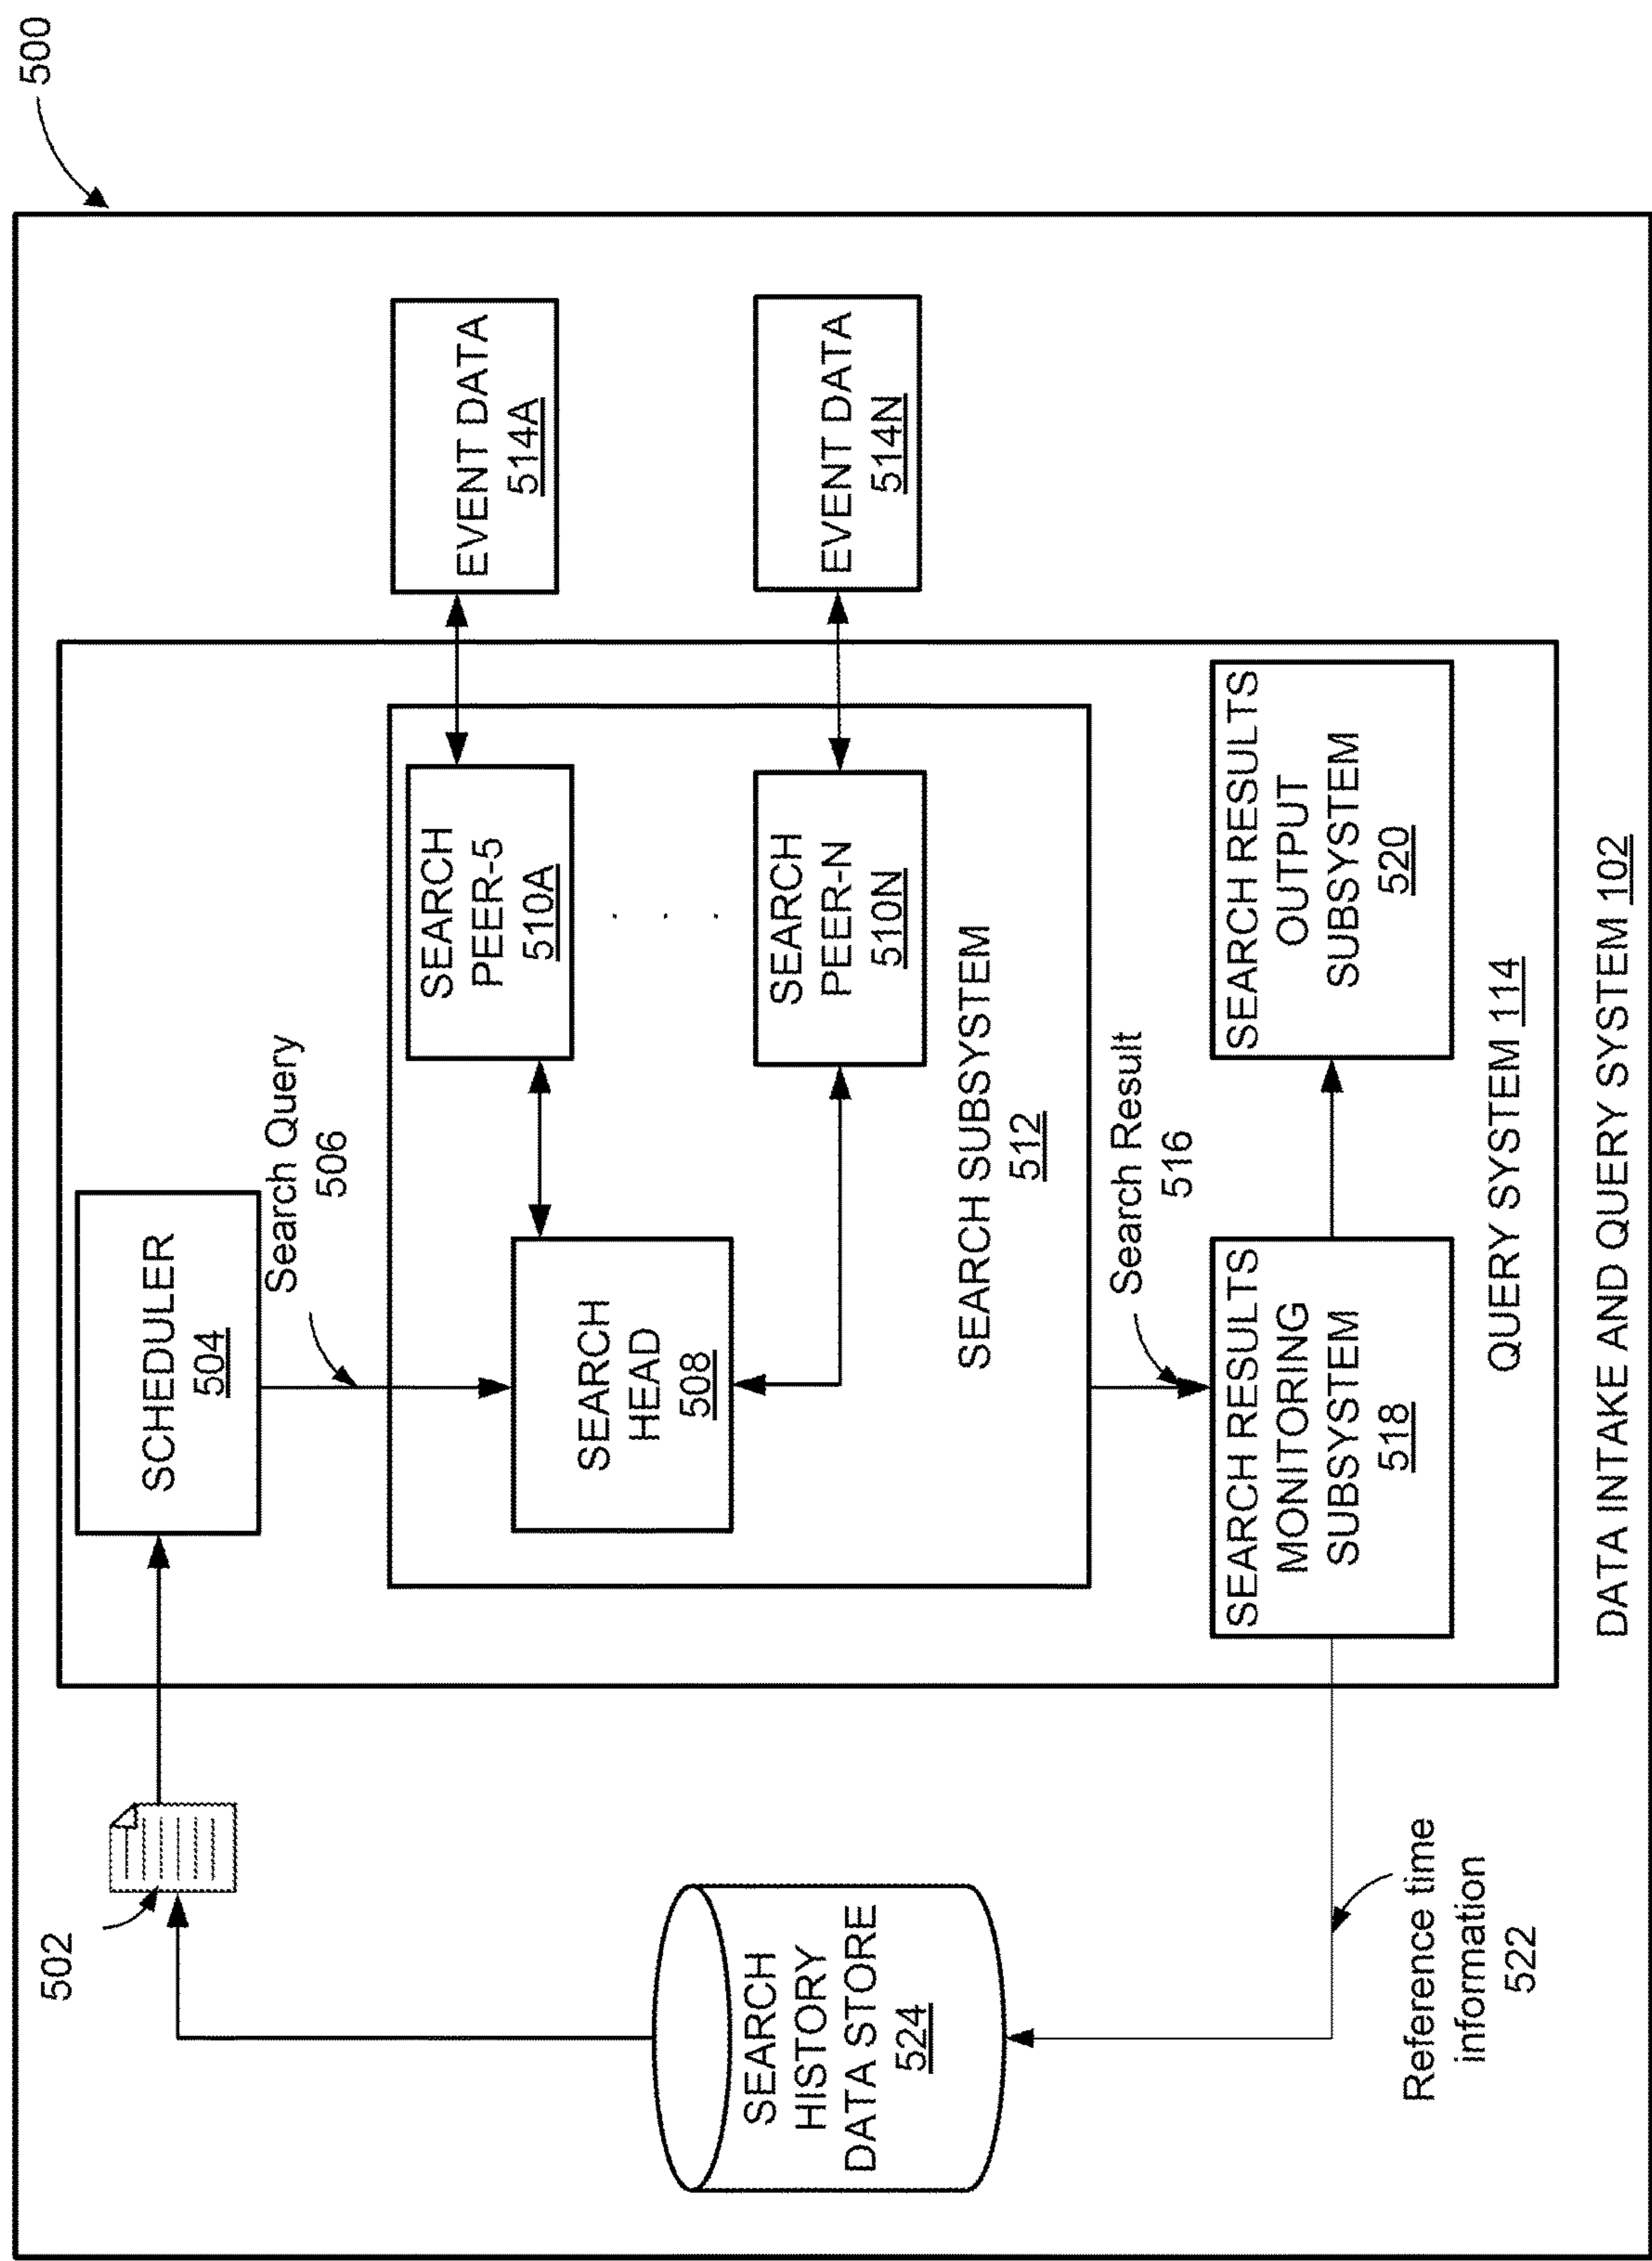 500
502
SCHEDULER
504
Search Query
506
SEARCH
PEER-5
510A
EVENT DATA
514A
SEARCH
HEAD
508
. . .
SEARCH
PEER-N
510N
EVENT DATA
514N
SEARCH SUBSYSTEM
512
SEARCH
HISTORY
DATA STORE
524
Search Result
516
SEARCH RESULTS
MONITORING
SUBSYSTEM
518
SEARCH RESULTS
OUTPUT
SUBSYSTEM
520
Reference time
information
522
QUERY SYSTEM 114
DATA INTAKE AND QUERY SYSTEM 102